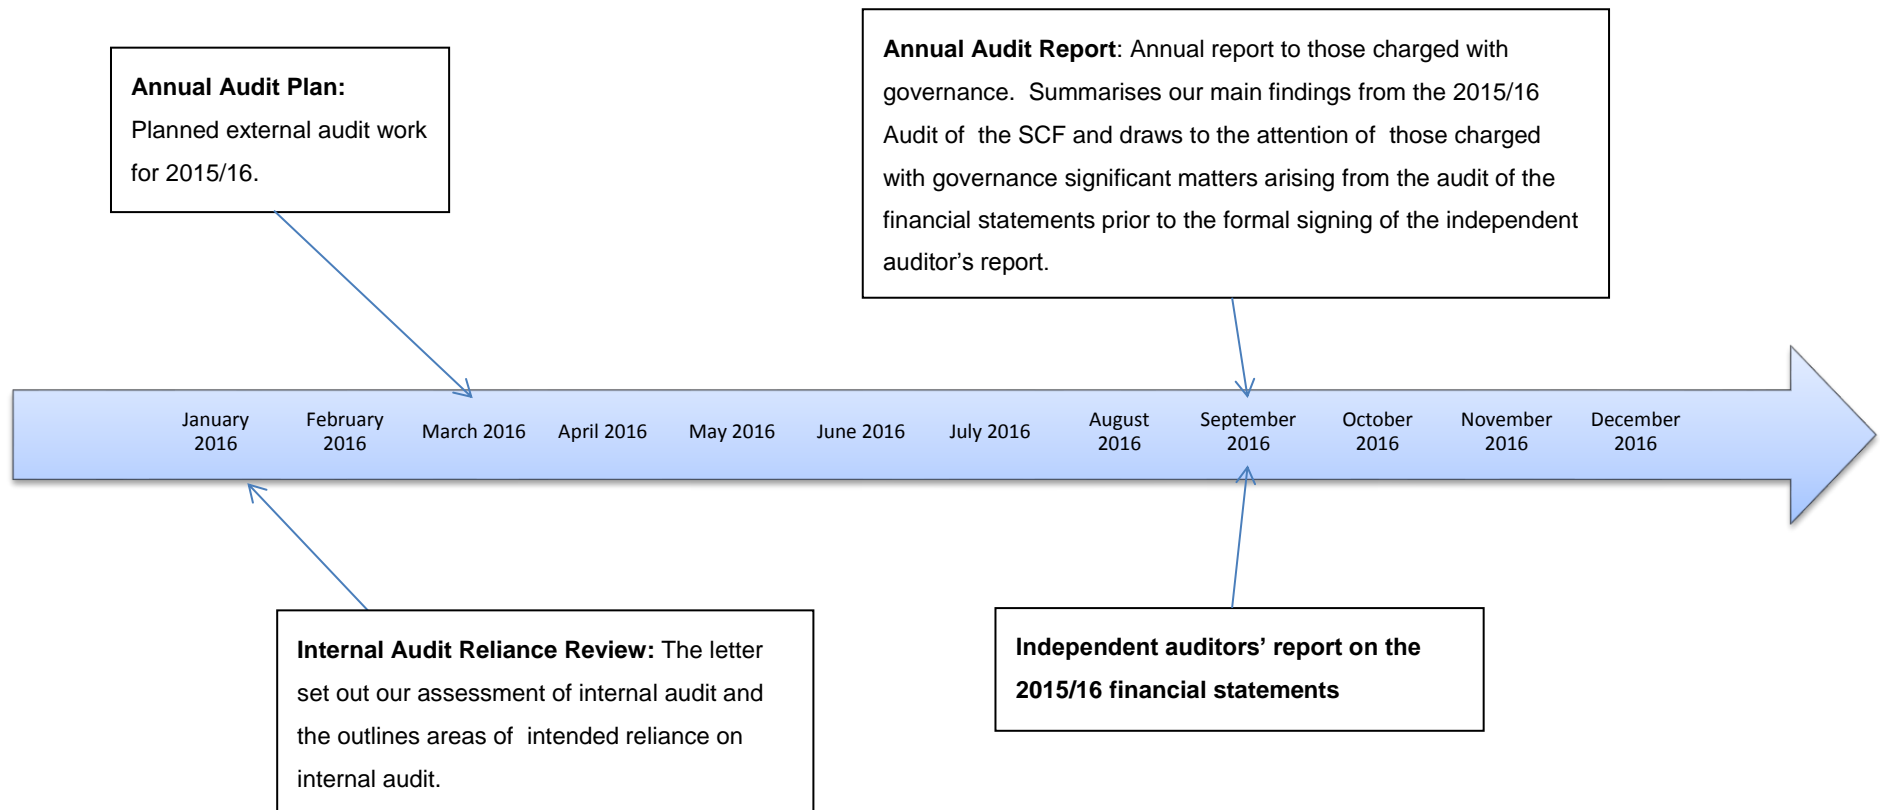 Annual Audit Plan:
Planned external audit work
for 2015/16.
Annual Audit Report: Annual report to those charged with
governance.  Summarises our main findings from the 2015/16
Audit of  the SCF and draws to the attention of  those charged
with governance significant matters arising from the audit of the
financial statements prior to the formal signing of the independent
auditor’s report.
January
2016
February
2016
March 2016
April 2016
May 2016
June 2016
July 2016
August
2016
September
2016
October
2016
November
2016
December
2016
Internal Audit Reliance Review: The letter
set out our assessment of internal audit and
the outlines areas of  intended reliance on
internal audit.
Independent auditors’ report on the
2015/16 financial statements